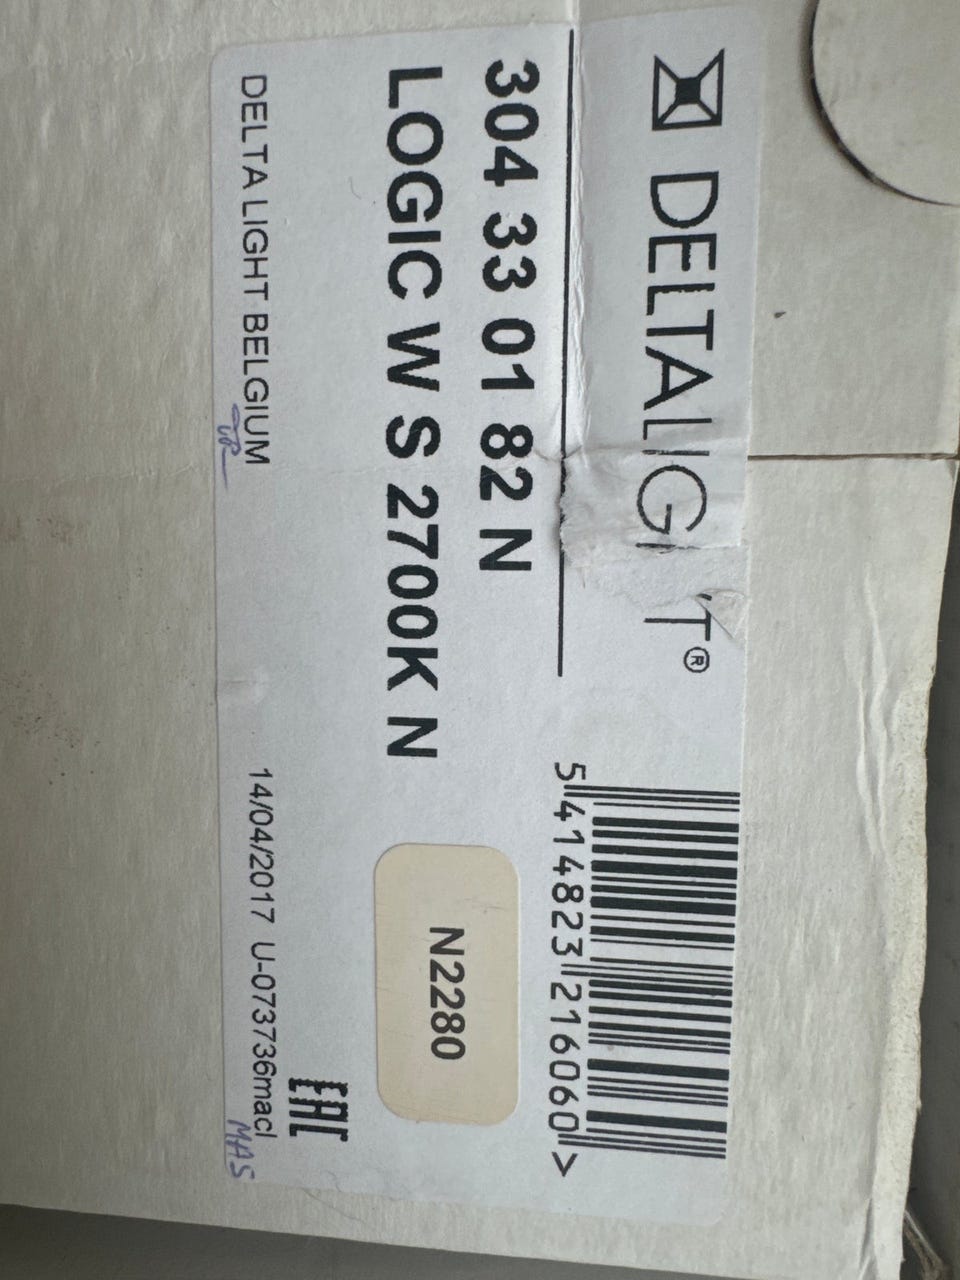 DELTALIGHT®
304 33 01 82 N
LOGIC W S 2700K N
5 414823 216060 >
N2280
EAC
DELTA LIGHT BELGIUM
14/04/2017 U-073736macl
MAS